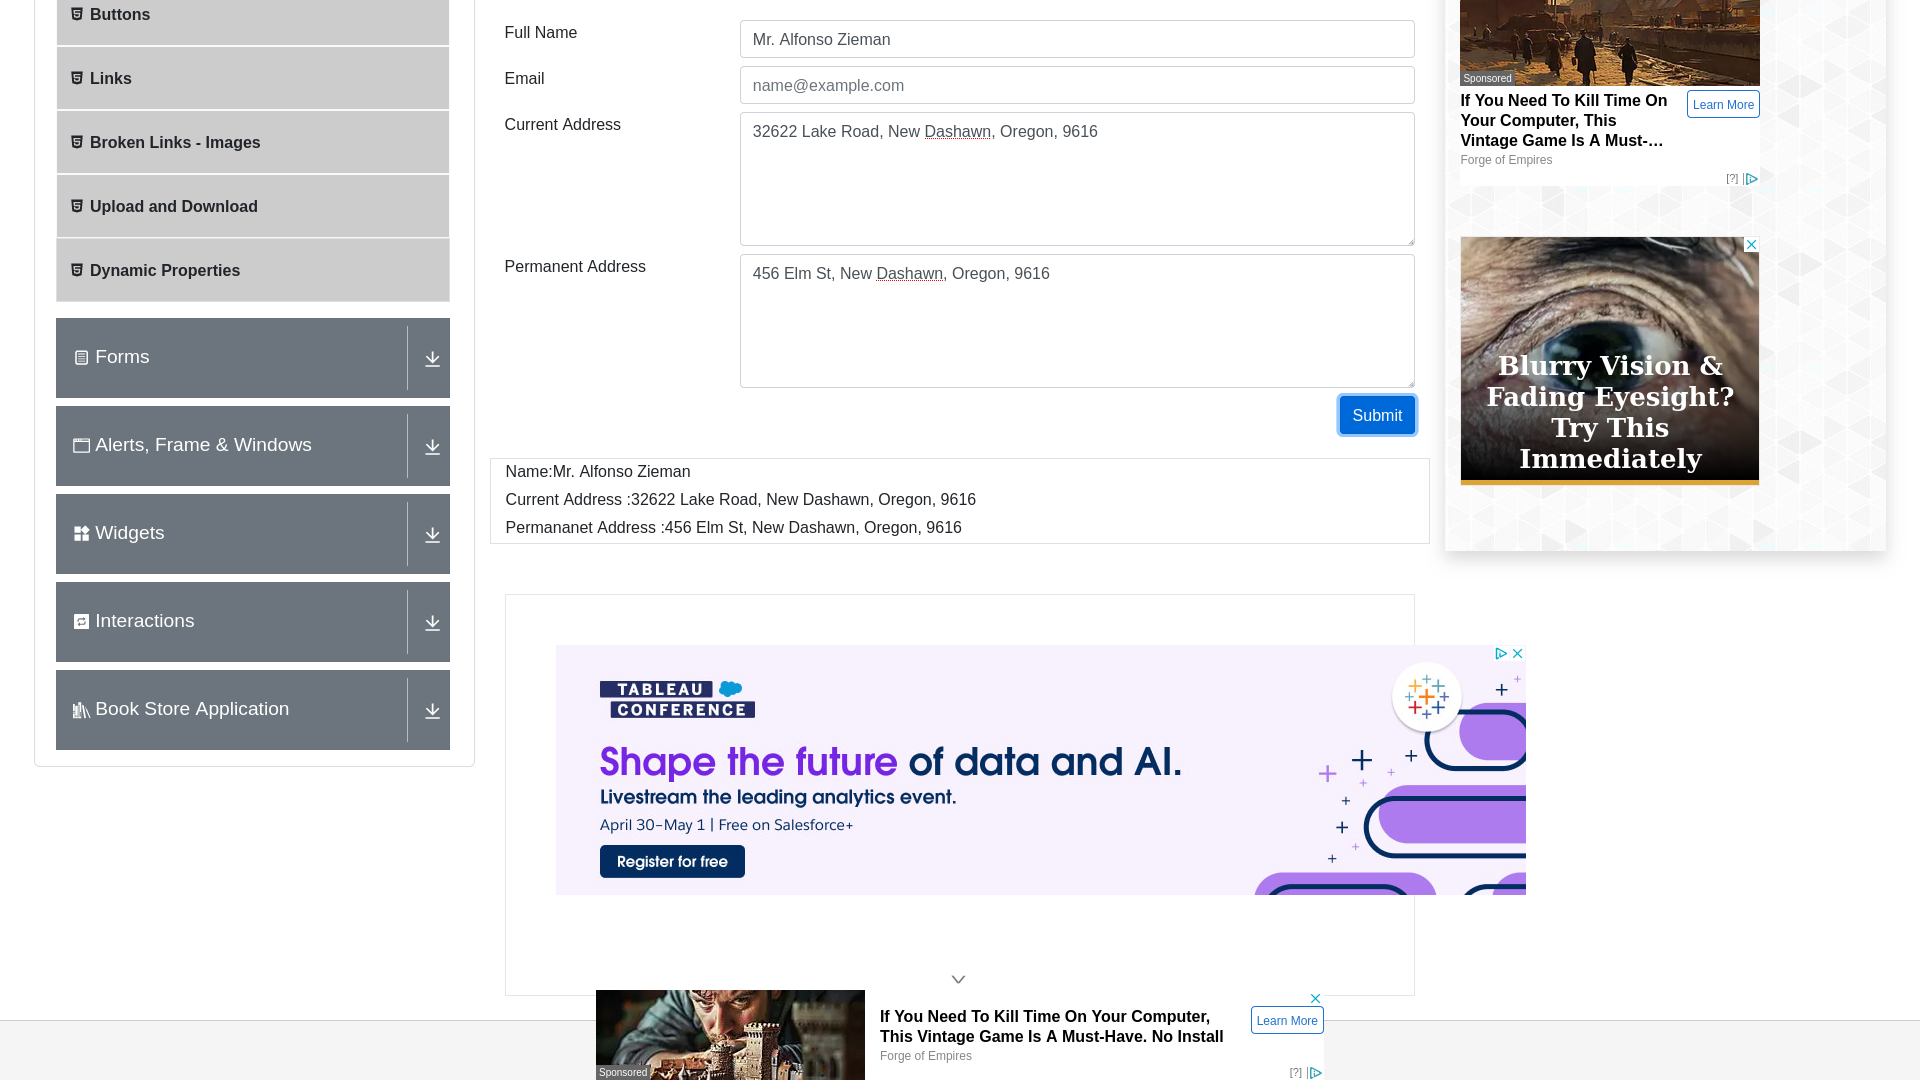 Buttons
Links
Broken Links - Images
Upload and Download
Dynamic Properties
Forms
Alerts, Frame & Windows
Widgets
Interactions
Book Store Application
Full Name
Mr. Alfonso Zieman
Email
name@example.com
Current Address
32622 Lake Road, New Dashawn, Oregon, 9616
Permanent Address
456 Elm St, New Dashawn, Oregon, 9616
Submit
Name:Mr. Alfonso Zieman
Current Address :32622 Lake Road, New Dashawn, Oregon, 9616
Permananet Address :456 Elm St, New Dashawn, Oregon, 9616
TABLEAU
CONFERENCE
Shape the future of data and AI.
Livestream the leading analytics event.
April 30–May 1 | Free on Salesforce+
Register for free
Sponsored
If You Need To Kill Time On Your Computer,
This Vintage Game Is A Must-Have. No Install
Forge of Empires
Learn More
[?]
Sponsored
If You Need To Kill Time On
Your Computer, This
Vintage Game Is A Must-…
Forge of Empires
Learn More
[?]
Blurry Vision &
Fading Eyesight?
Try This
Immediately